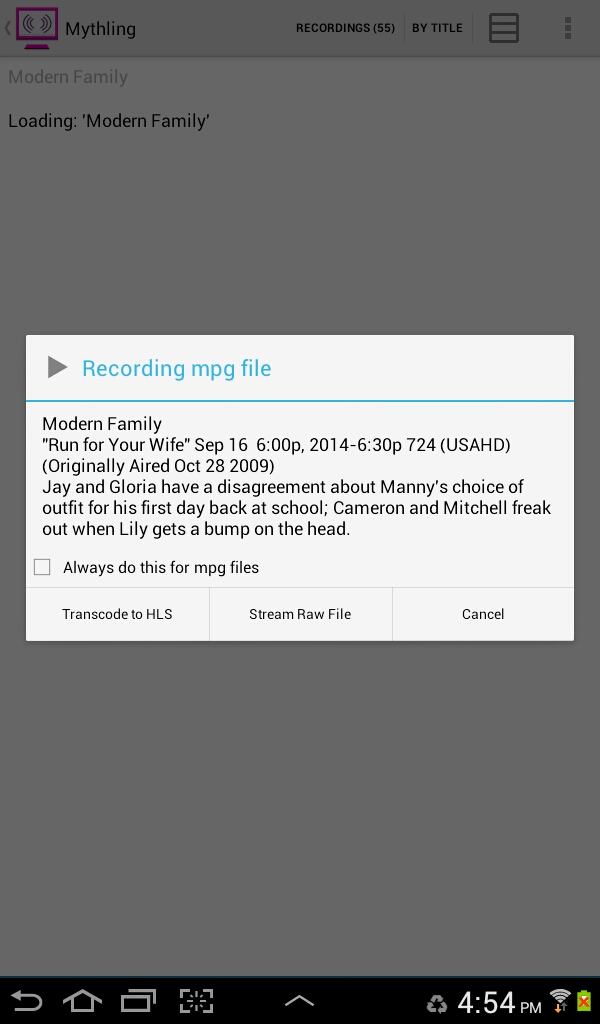 Mythling
RECORDINGS (55)
BY TITLE
Modern Family
Loading: 'Modern Family'
Recording mpg file
Modern Family
"Run for Your Wife" Sep 16  6:00p, 2014-6:30p 724 (USAHD)
(Originally Aired Oct 28 2009)
Jay and Gloria have a disagreement about Manny's choice of
outfit for his first day back at school; Cameron and Mitchell freak
out when Lily gets a bump on the head.
Always do this for mpg files
Transcode to HLS
Stream Raw File
Cancel
4:54 PM